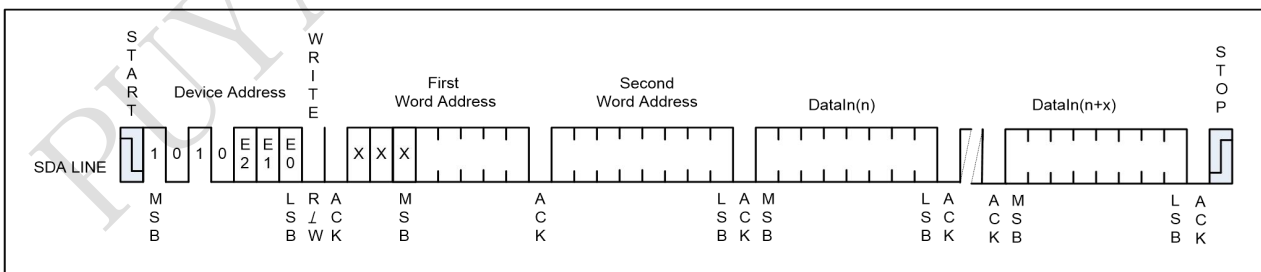 PUYA
START
WRITE
STOP
Device Address
First
Word Address
Second
Word Address
DataIn(n)
DataIn(n+x)
SDA LINE
1 0 1 0 E2 E1 E0
X X X
MSB
LSB
R/W
ACK
MSB
ACK
LSB
ACK
MSB
LSB
ACK
ACK
MSB
LSB
ACK